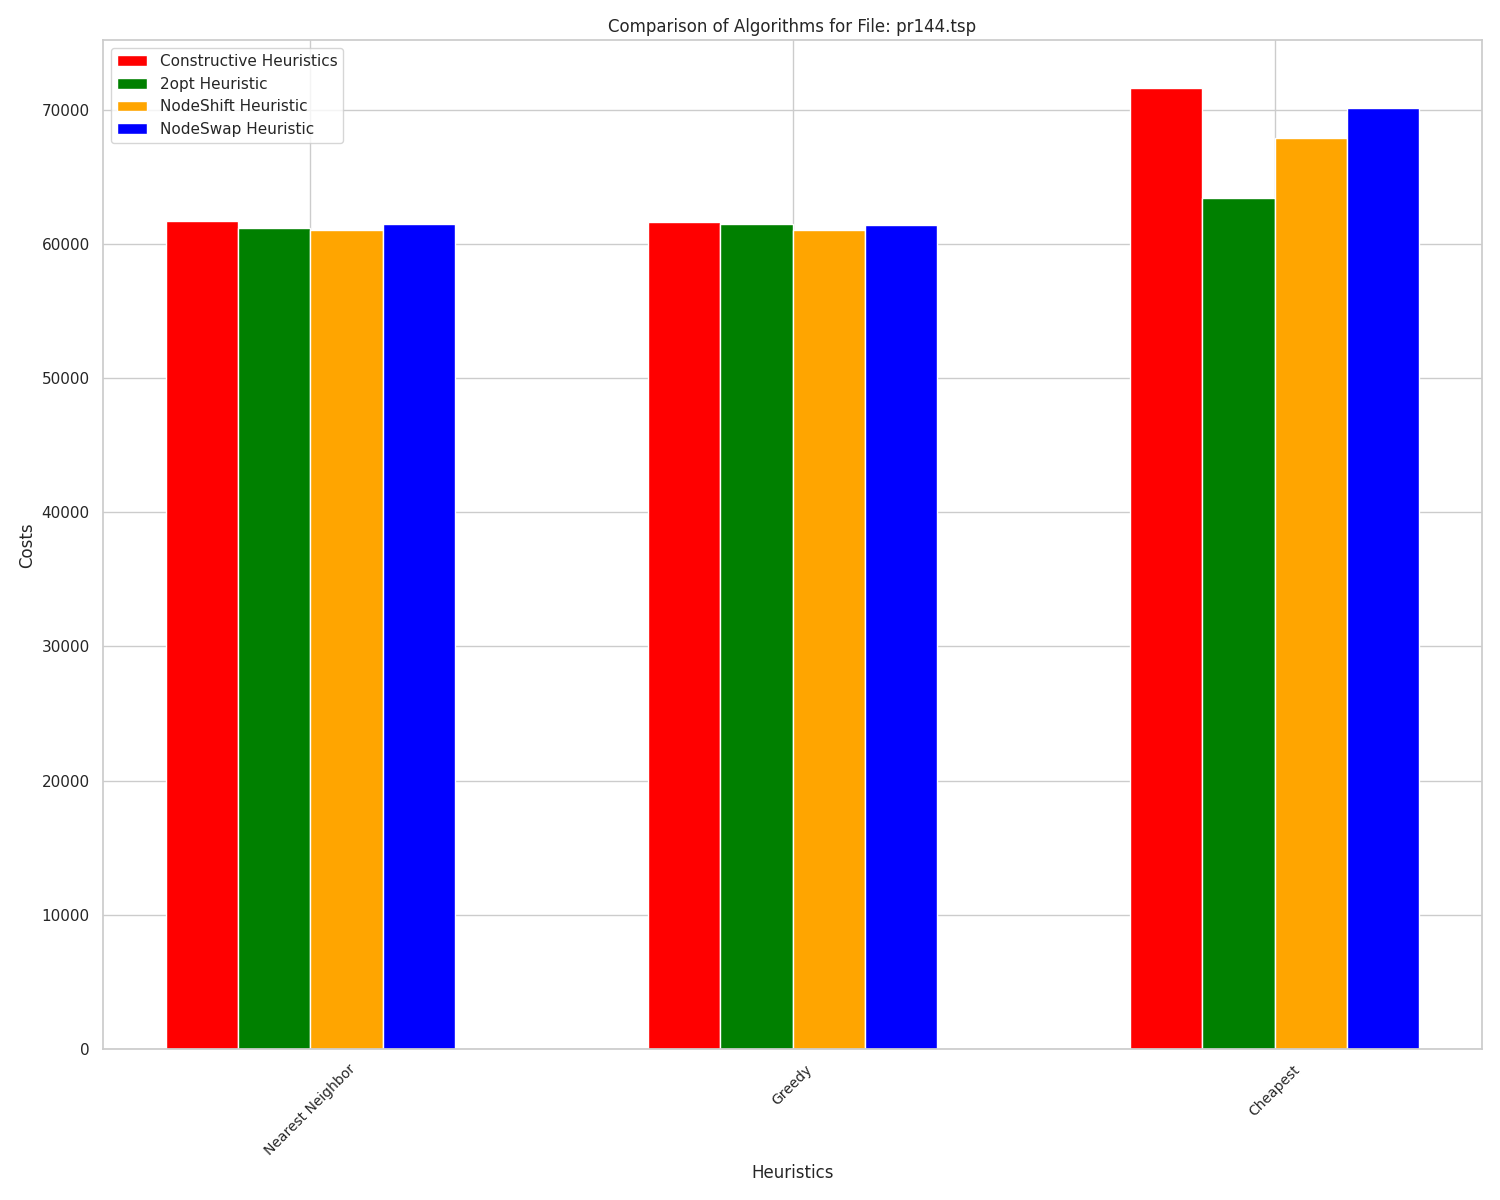 Comparison of Algorithms for File: pr144.tsp
Constructive Heuristics
2opt Heuristic
NodeShift Heuristic
NodeSwap Heuristic
70000
60000
50000
40000
30000
20000
10000
0
Costs
Nearest Neighbor
Greedy
Cheapest
Heuristics